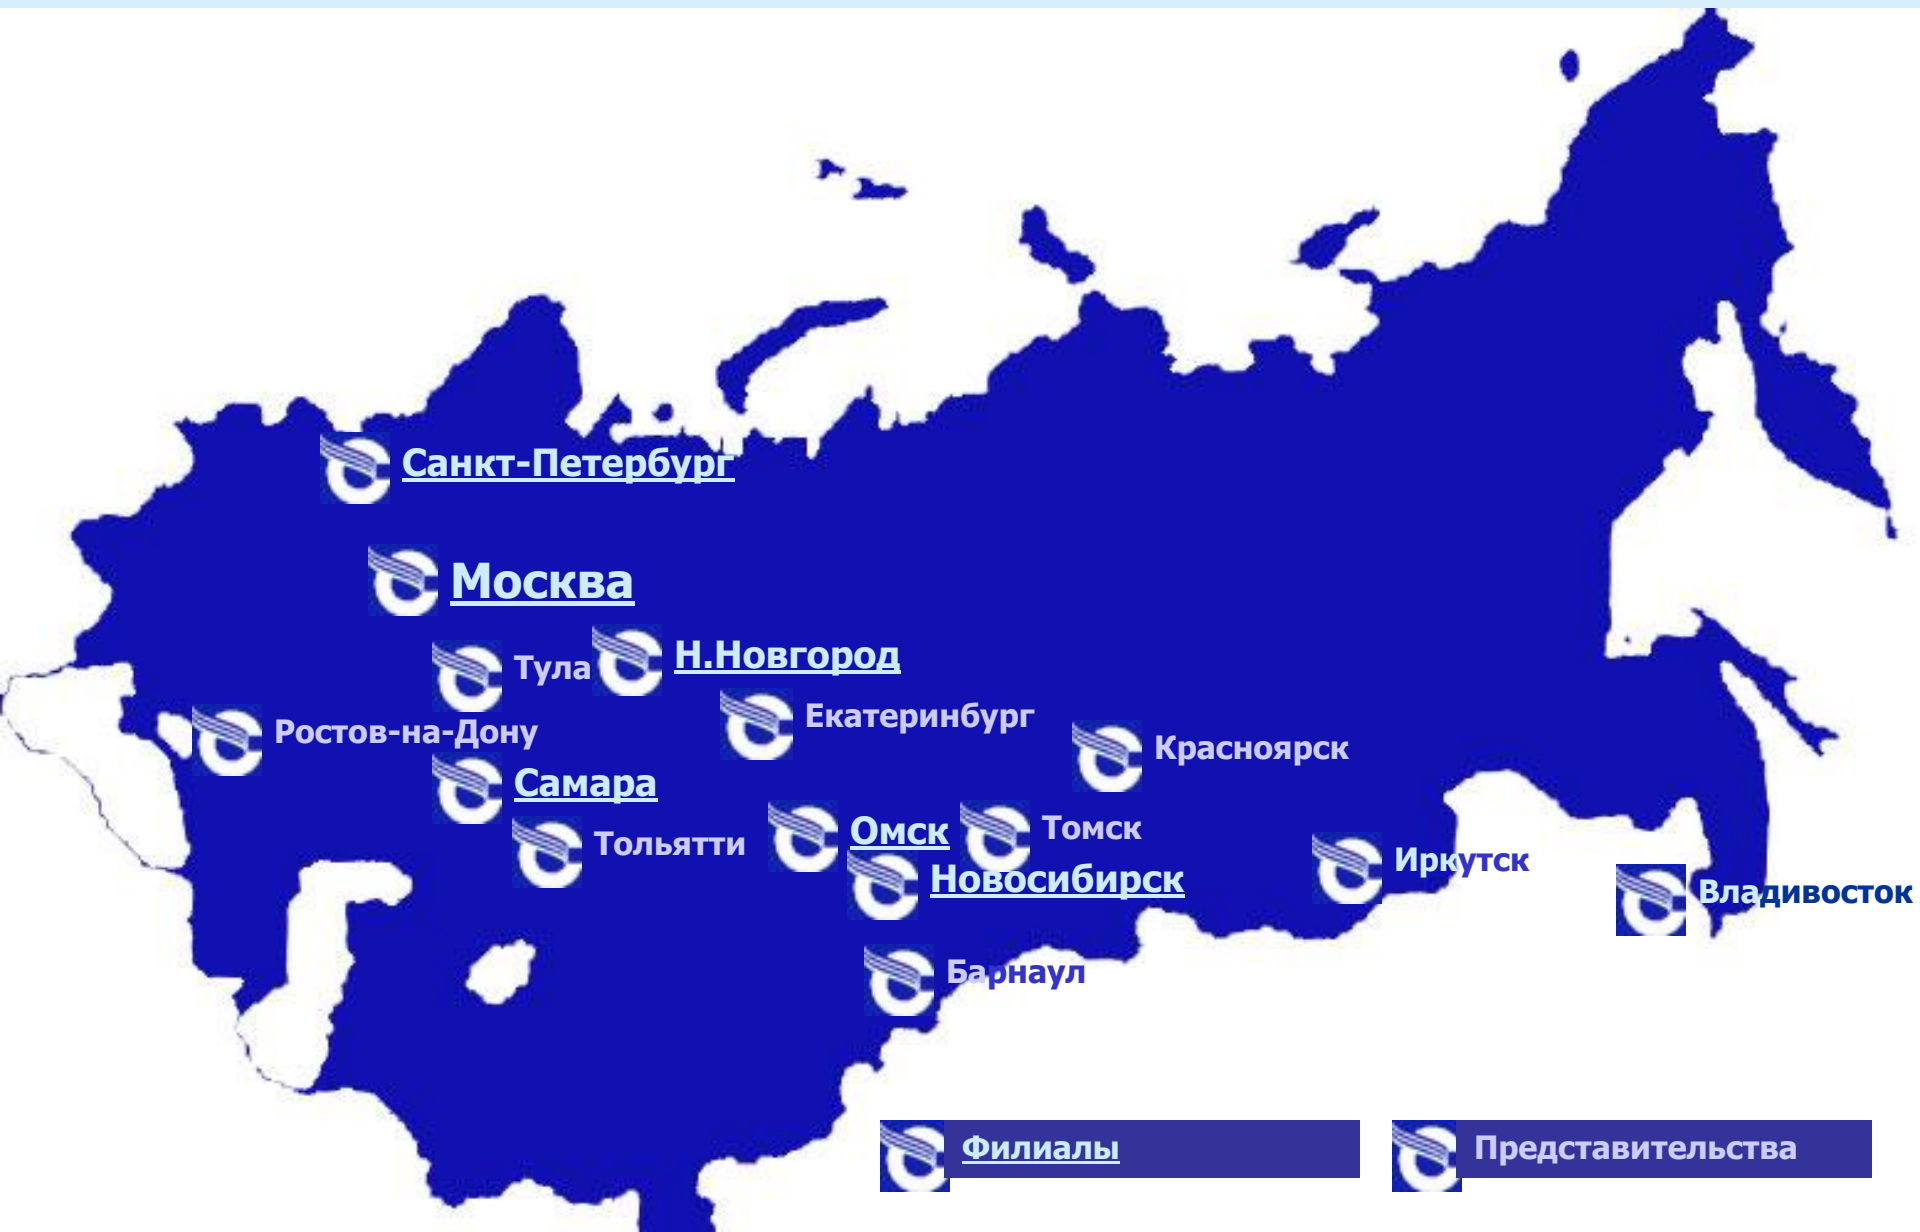 Санкт-Петербург
Москва
Н.Новгород
Тула
Екатеринбург
Ростов-на-Дону
Красноярск
Самара
Омск
Томск
Тольятти
Иркутск
Новосибирск
Владивосток
Барнаул
Филиалы
Представительства